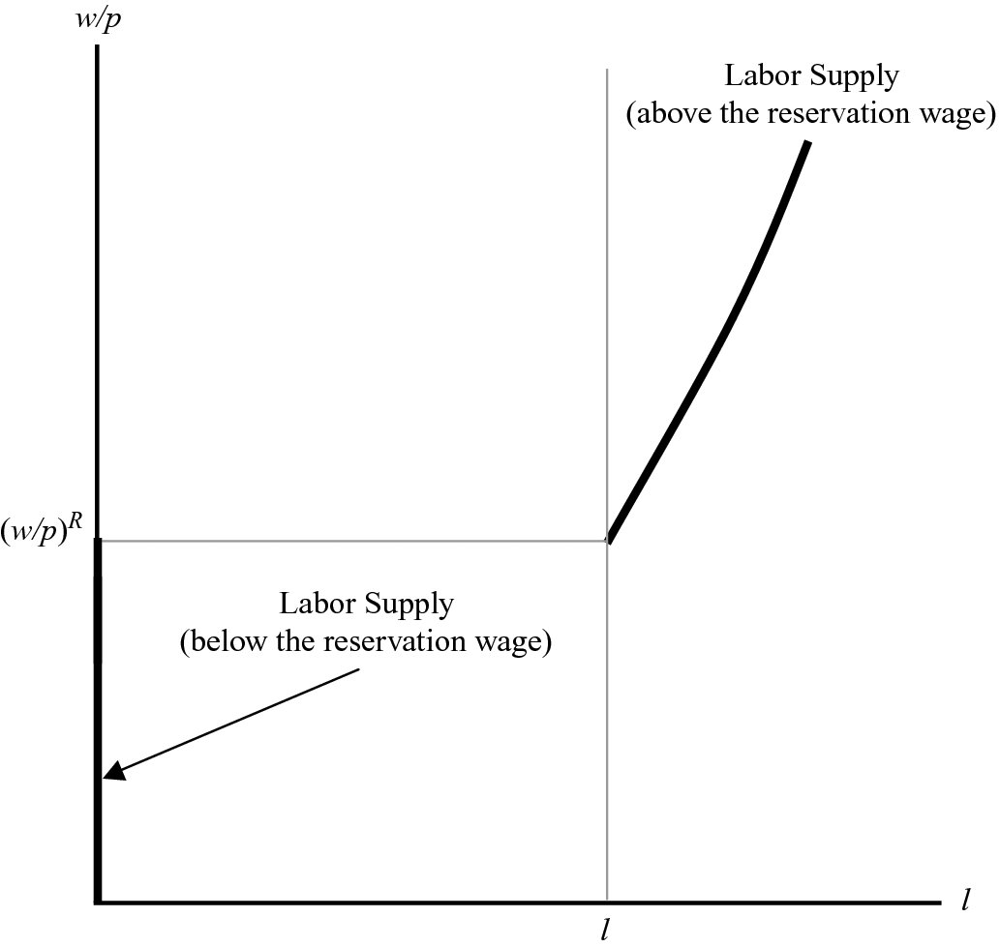 w/p
Labor Supply
(above the reservation wage)
(w/p)^R
Labor Supply
(below the reservation wage)
l
l